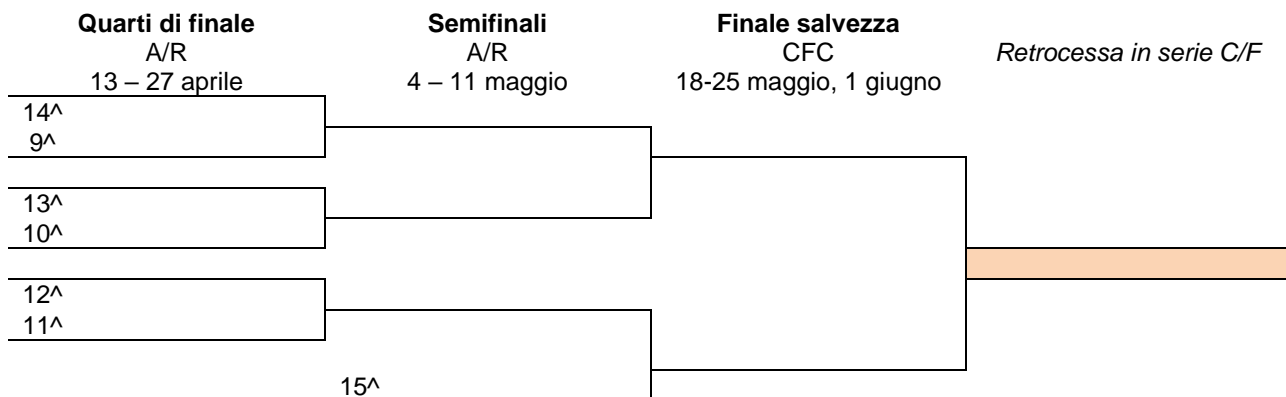 Quarti di finale
A/R
13 – 27 aprile
Semifinali
A/R
4 – 11 maggio
Finale salvezza
CFC
18-25 maggio, 1 giugno
Retrocessa in serie C/F
14^
9^
13^
10^
12^
11^
15^